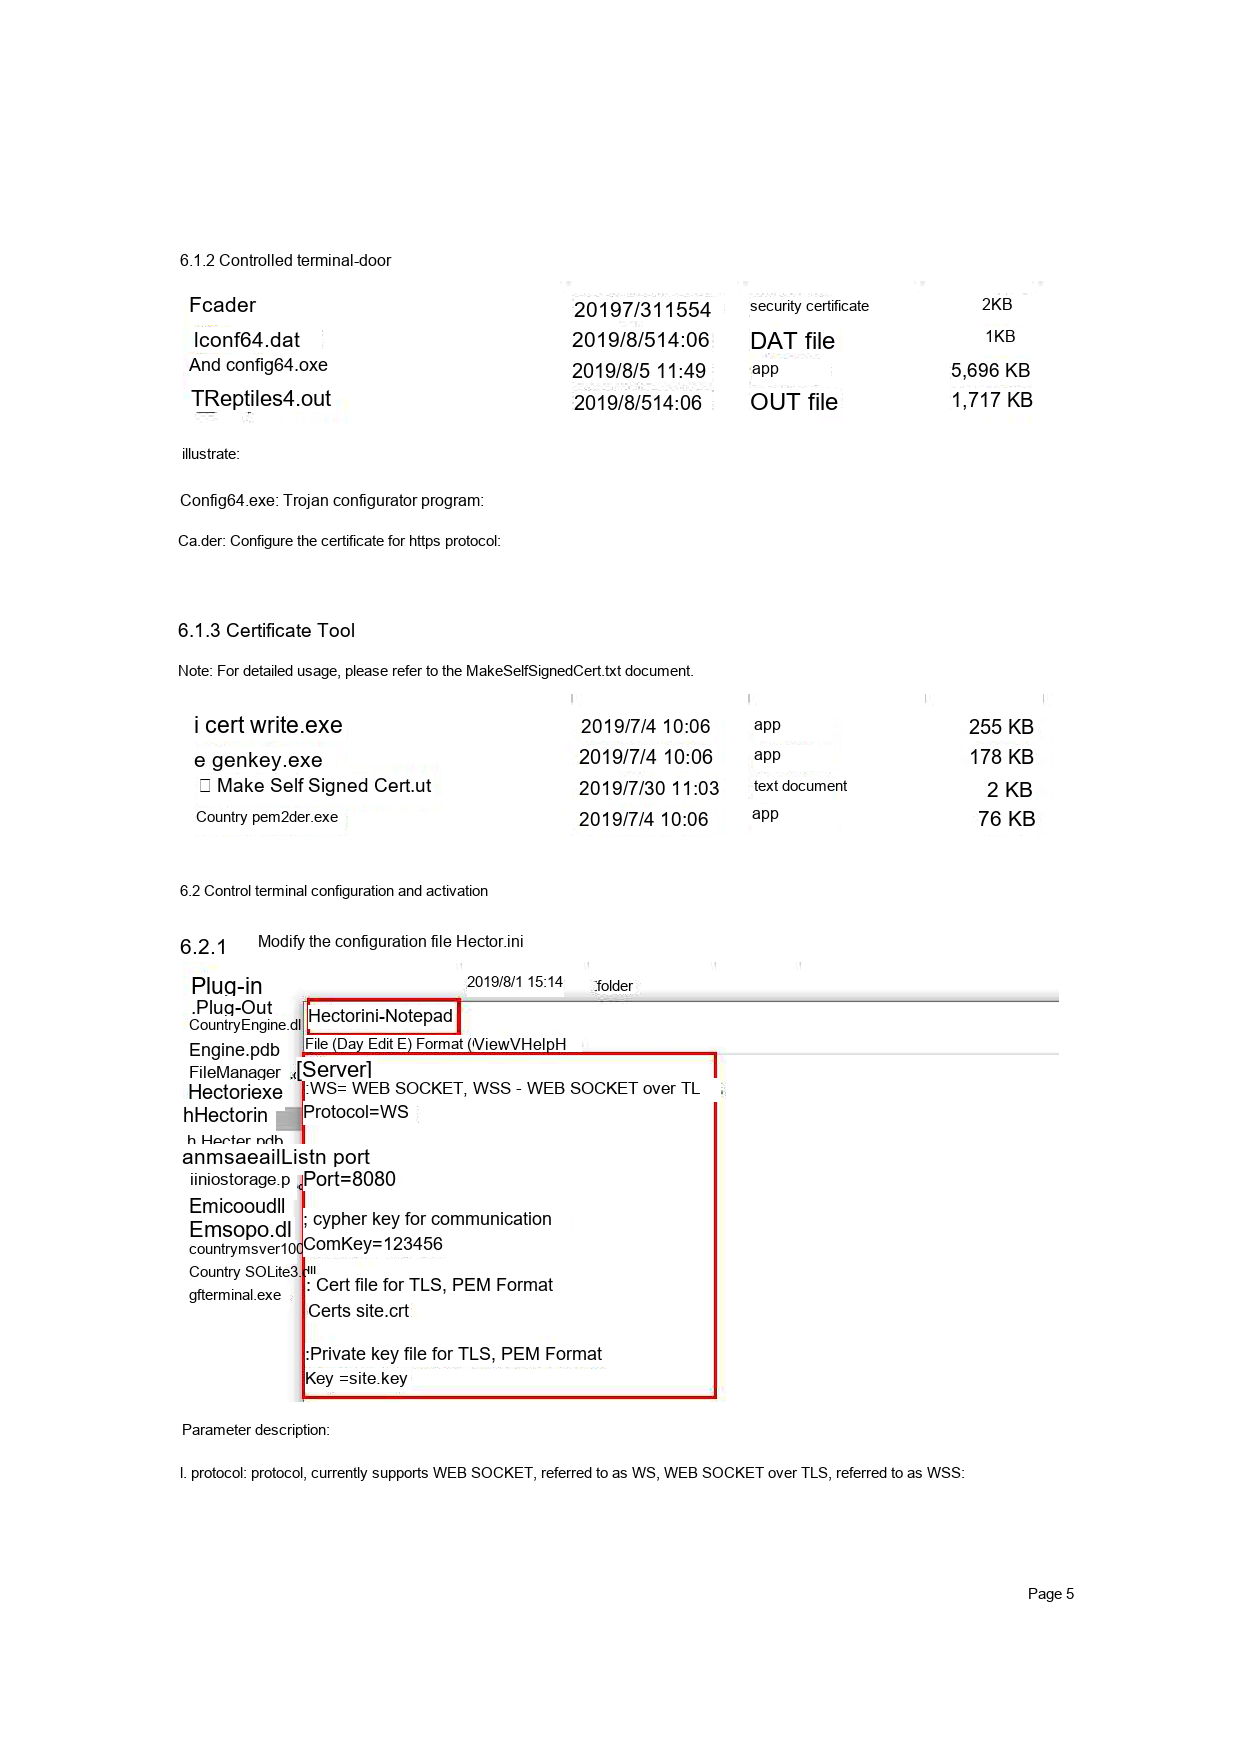 6.1.2 Controlled terminal-door
Fcader 20197/311554 security certificate 2KB
lconf64.dat 2019/8/514:06 DAT file 1KB
And config64.oxe 2019/8/5 11:49 app 5,696 KB
TReptiles4.out 2019/8/514:06 OUT file 1,717 KB
illustrate:
Config64.exe: Trojan configurator program:
Ca.der: Configure the certificate for https protocol:
6.1.3 Certificate Tool
Note: For detailed usage, please refer to the MakeSelfSignedCert.txt document.
i cert write.exe 2019/7/4 10:06 app 255 KB
e genkey.exe 2019/7/4 10:06 app 178 KB
□ Make Self Signed Cert.ut 2019/7/30 11:03 text document 2 KB
Country pem2der.exe 2019/7/4 10:06 app 76 KB
6.2 Control terminal configuration and activation
6.2.1 Modify the configuration file Hector.ini
Plug-in 2019/8/1 15:14 :folder
.Plug-Out
Hectorini-Notepad
CountryEngine.dl
File (Day Edit E) Format (ViewVHelpH
Engine.pdb
FileManager
[Server]
Hectoriexe :WS= WEB SOCKET, WSS - WEB SOCKET over TL
hHectorin Protocol=WS
h Hecter pdb
anmsaeailListn port
iiniostorage.p Port=8080
Emicooudll
; cypher key for communication
Emsopo.dl
ComKey=123456
countrymsver100
Country SOLite3.dll
: Cert file for TLS, PEM Format
gfterminal.exe
Certs site.crt
:Private key file for TLS, PEM Format
Key =site.key
Parameter description:
l. protocol: protocol, currently supports WEB SOCKET, referred to as WS, WEB SOCKET over TLS, referred to as WSS:
Page 5